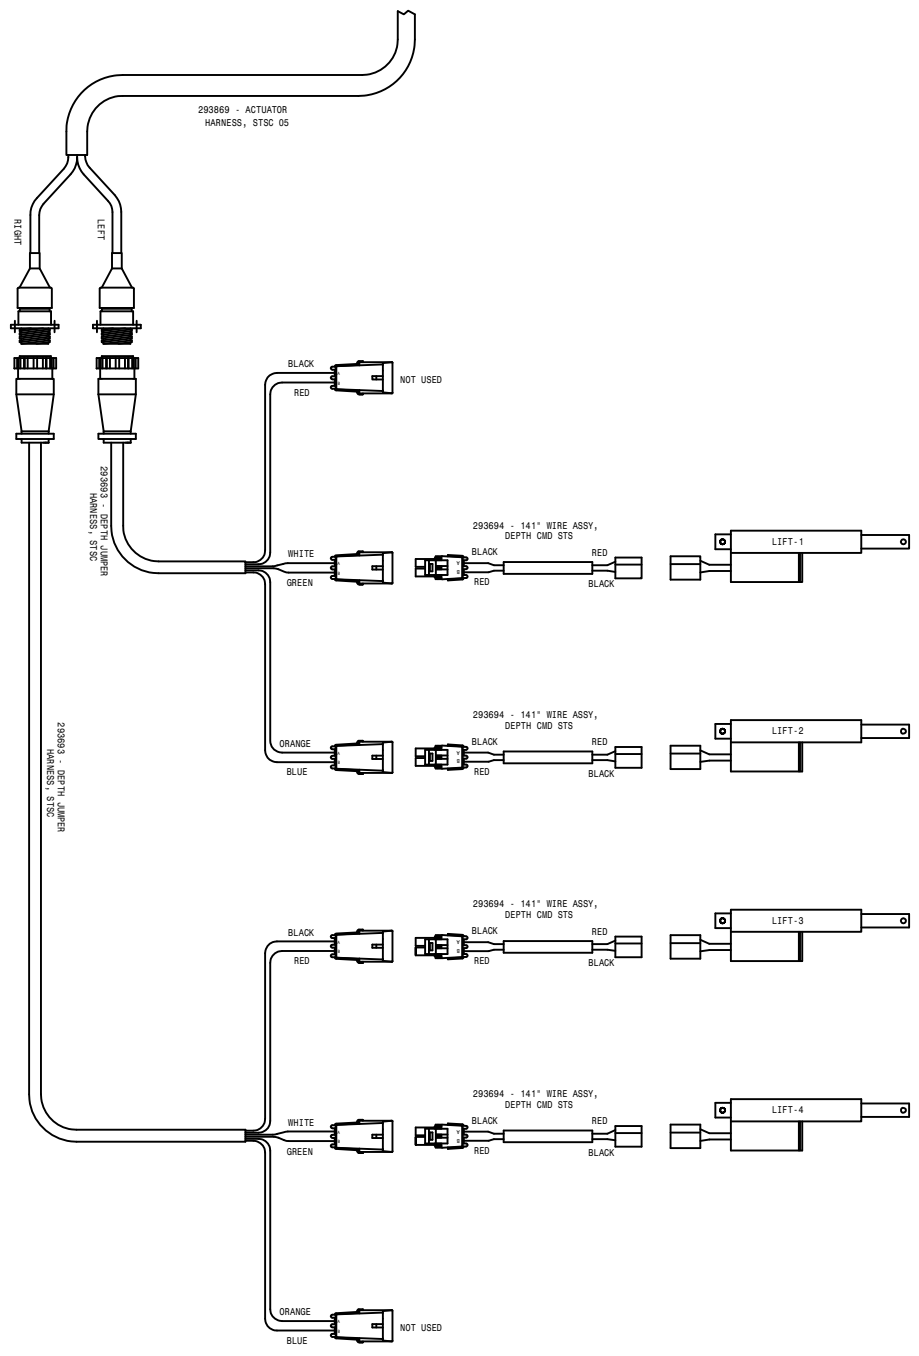 293869 - ACTUATOR
HARNESS, STSC 05
RIGHT
LEFT
BLACK
RED
NOT USED
293693 - DEPTH JUMPER
HARNESS, STSC
WHITE
GREEN
293694 - 141" WIRE ASSY,
DEPTH CMD STS
BLACK
RED
RED
BLACK
LIFT-1
ORANGE
BLUE
293694 - 141" WIRE ASSY,
DEPTH CMD STS
BLACK
RED
RED
BLACK
LIFT-2
293693 - DEPTH JUMPER
HARNESS, STSC
BLACK
RED
293694 - 141" WIRE ASSY,
DEPTH CMD STS
BLACK
RED
RED
BLACK
LIFT-3
WHITE
GREEN
293694 - 141" WIRE ASSY,
DEPTH CMD STS
BLACK
RED
RED
BLACK
LIFT-4
ORANGE
BLUE
NOT USED